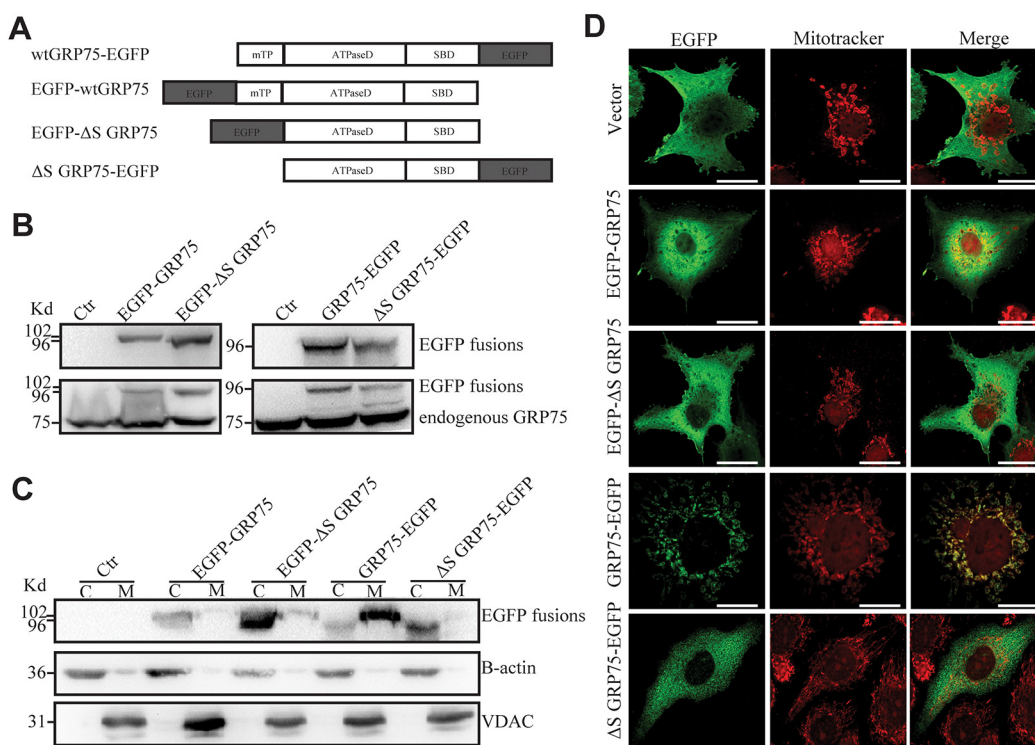 A
wtGRP75-EGFP
mTP ATPaseD SBD EGFP
EGFP-wtGRP75
EGFP mTP ATPaseD SBD
EGFP-ΔS GRP75
EGFP ATPaseD SBD
ΔS GRP75-EGFP
ATPaseD SBD EGFP
B
Kd
Ctr
EGFP-GRP75
EGFP-ΔS GRP75
Ctr
GRP75-EGFP
ΔS GRP75-EGFP
102
96
96
EGFP fusions
102
96
75
96
75
EGFP fusions
endogenous GRP75
C
Kd
Ctr
EGFP-GRP75
EGFP-ΔS GRP75
GRP75-EGFP
ΔS GRP75-EGFP
C M C M C M C M C M
102
96
EGFP fusions
36
B-actin
31
VDAC
D
EGFP Mitotracker Merge
Vector
EGFP-GRP75
EGFP-ΔS GRP75
GRP75-EGFP
ΔS GRP75-EGFP